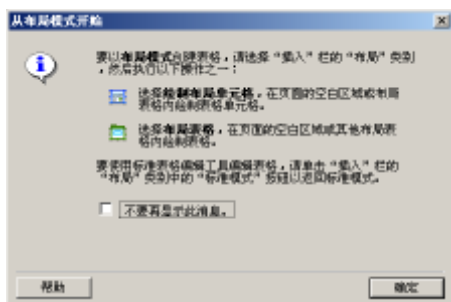 从布局模式开始
要以布局模式创建表格，请选择“插入”栏的“布局”类别
，然后执行以下操作之一：
选择绘制布局单元格，在页面的空白区域或布局
表格内绘制表格单元格。
选择布局表格，在页面的空白区域或其他布局表
格内绘制表格。
要使用标准表格编辑工具编辑表格，请单击“插入”栏的
“布局”类别中的“标准模式”按钮以返回标准模式。
不要再显示此消息。
帮助
确定